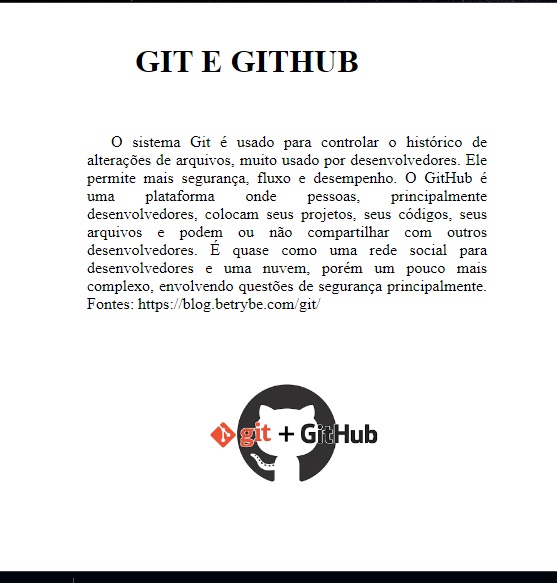 GIT E GITHUB
O sistema Git é usado para controlar o histórico de
alterações de arquivos, muito usado por desenvolvedores. Ele
permite mais segurança, fluxo e desempenho. O GitHub é
uma plataforma onde pessoas, principalmente
desenvolvedores, colocam seus projetos, seus códigos, seus
arquivos e podem ou não compartilhar com outros
desenvolvedores. É quase como uma rede social para
desenvolvedores e uma nuvem, porém um pouco mais
complexo, envolvendo questões de segurança principalmente.
Fontes: https://blog.betrybe.com/git/
git + GitHub